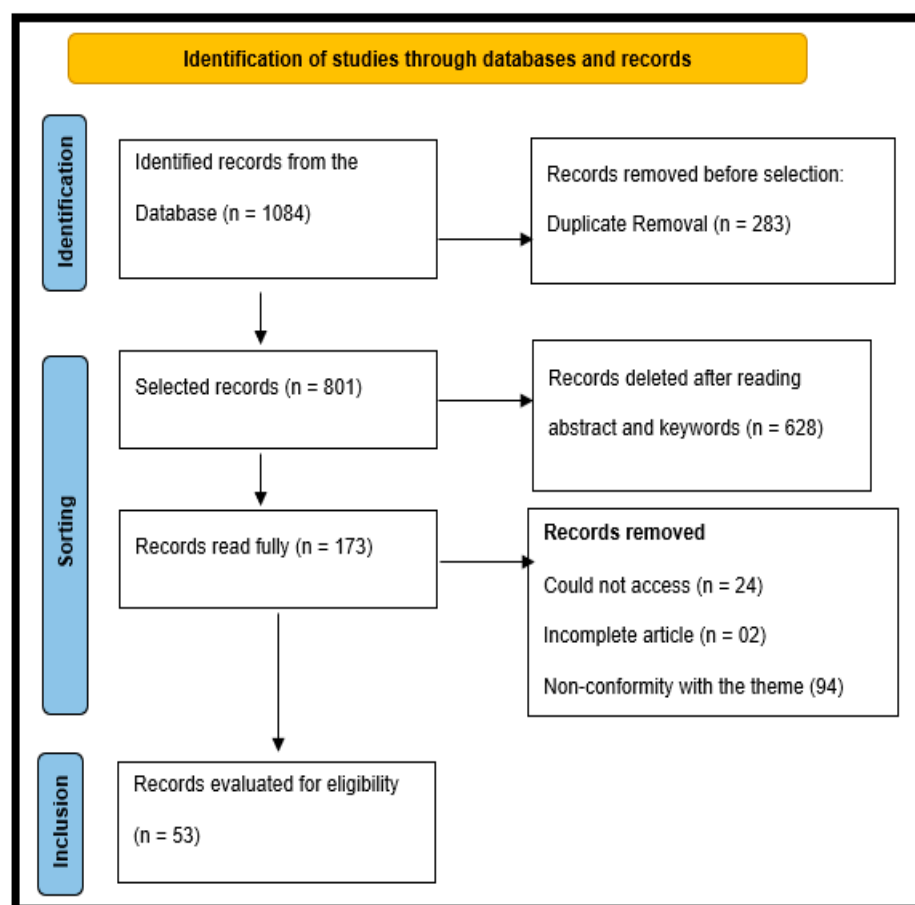 Identification of studies through databases and records
Identification
Identified records from the
Database (n = 1084)
Records removed before selection:
Duplicate Removal (n = 283)
Sorting
Selected records (n = 801)
Records deleted after reading
abstract and keywords (n = 628)
Records read fully (n = 173)
Records removed
Could not access (n = 24)
Incomplete article (n = 02)
Non-conformity with the theme (94)
Inclusion
Records evaluated for eligibility
(n = 53)